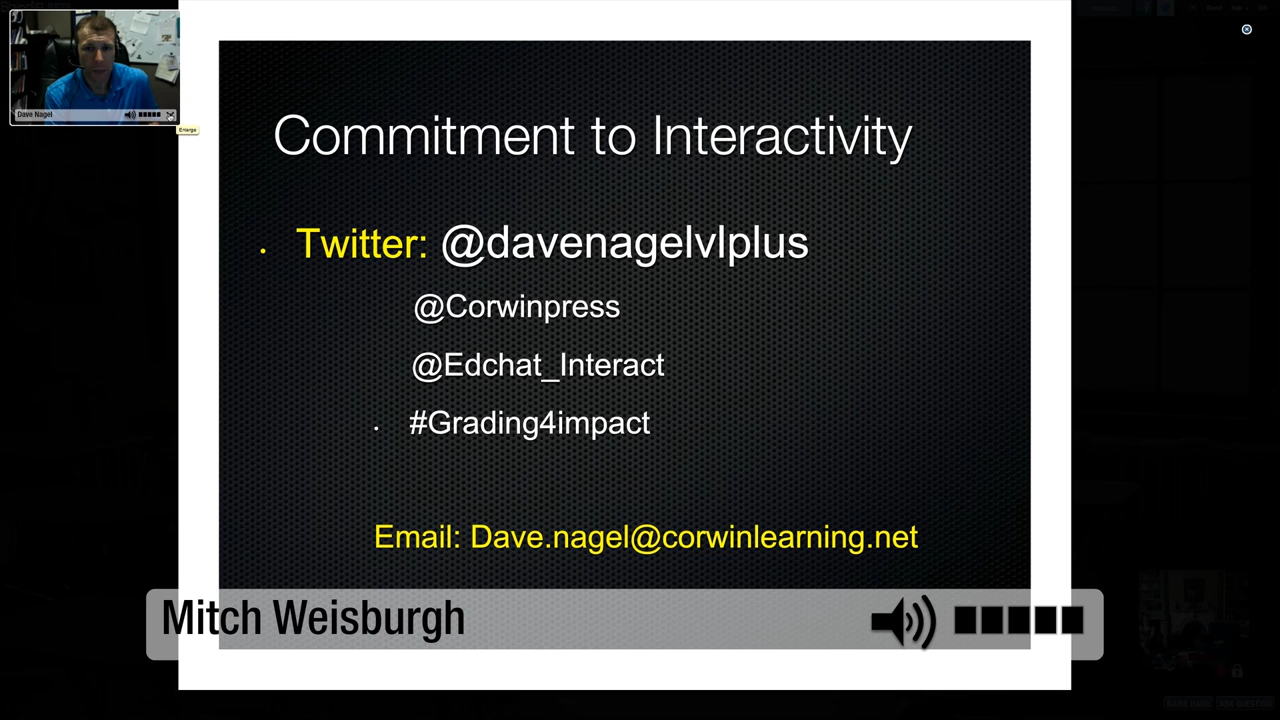 Dave Nagel
Enlarge
Commitment to Interactivity
• Twitter: @davenagelvlplus
@Corwinpress
@Edchat_Interact
• #Grading4impact
Email: Dave.nagel@corwinlearning.net
Mitch Weisburgh